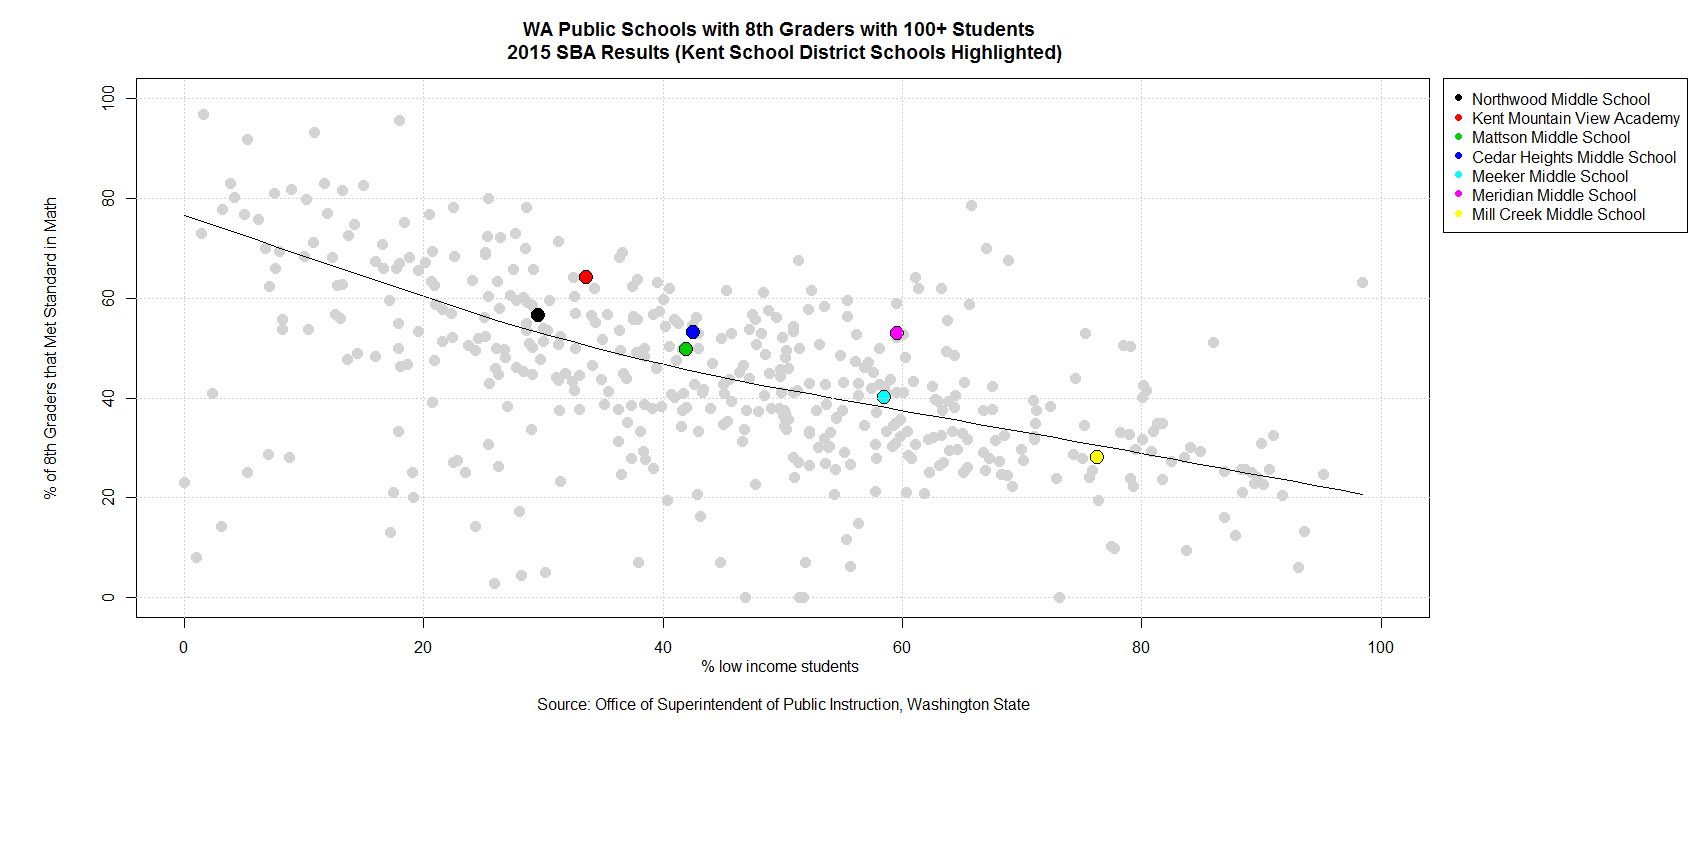 WA Public Schools with 8th Graders with 100+ Students
2015 SBA Results (Kent School District Schools Highlighted)
% of 8th Graders that Met Standard in Math
100
80
60
40
20
0
0 20 40 60 80 100
% low income students
Source: Office of Superintendent of Public Instruction, Washington State
Northwood Middle School
Kent Mountain View Academy
Mattson Middle School
Cedar Heights Middle School
Meeker Middle School
Meridian Middle School
Mill Creek Middle School